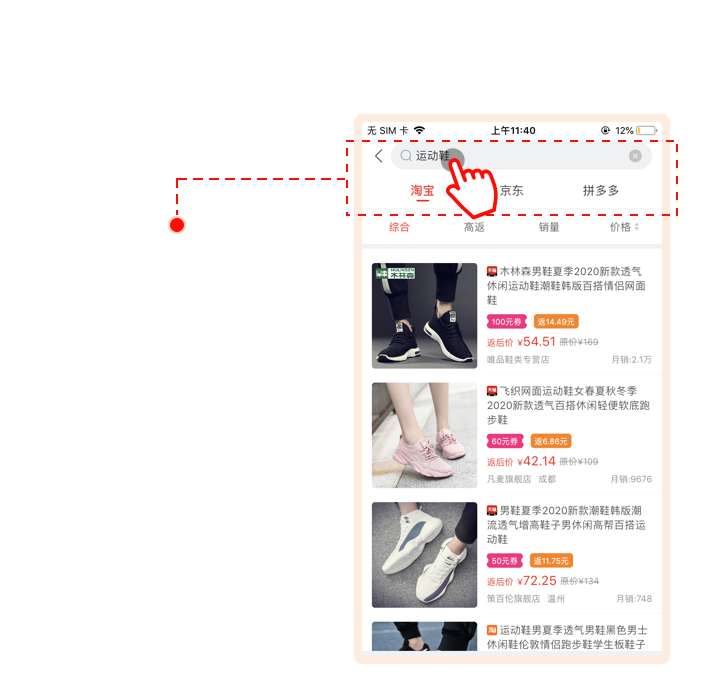 无 SIM 卡
上午11:40
12%
运动鞋
淘宝
京东
拼多多
综合
高返
销量
价格
MULINSEN
木林森
天猫 木林森男鞋夏季2020新款透气
休闲运动鞋潮鞋韩版百搭情侣网面
鞋
100元券
返14.49元
返后价 ¥54.51 原价¥169
唯品鞋类专营店
月销:2.1万
天猫 飞织网面运动鞋女春夏秋冬季
2020新款透气百搭休闲轻便软底跑
步鞋
60元券
返6.86元
返后价 ¥42.14 原价¥109
凡麦旗舰店 成都
月销:9676
天猫 男鞋夏季2020新款潮鞋韩版潮
流透气增高鞋子男休闲高帮百搭运
动鞋
50元券
返11.75元
返后价 ¥72.25 原价¥134
策百伦旗舰店 温州
月销:748
淘 运动鞋男夏季透气男鞋黑色男士
休闲鞋伦敦情侣跑步鞋学生板鞋子